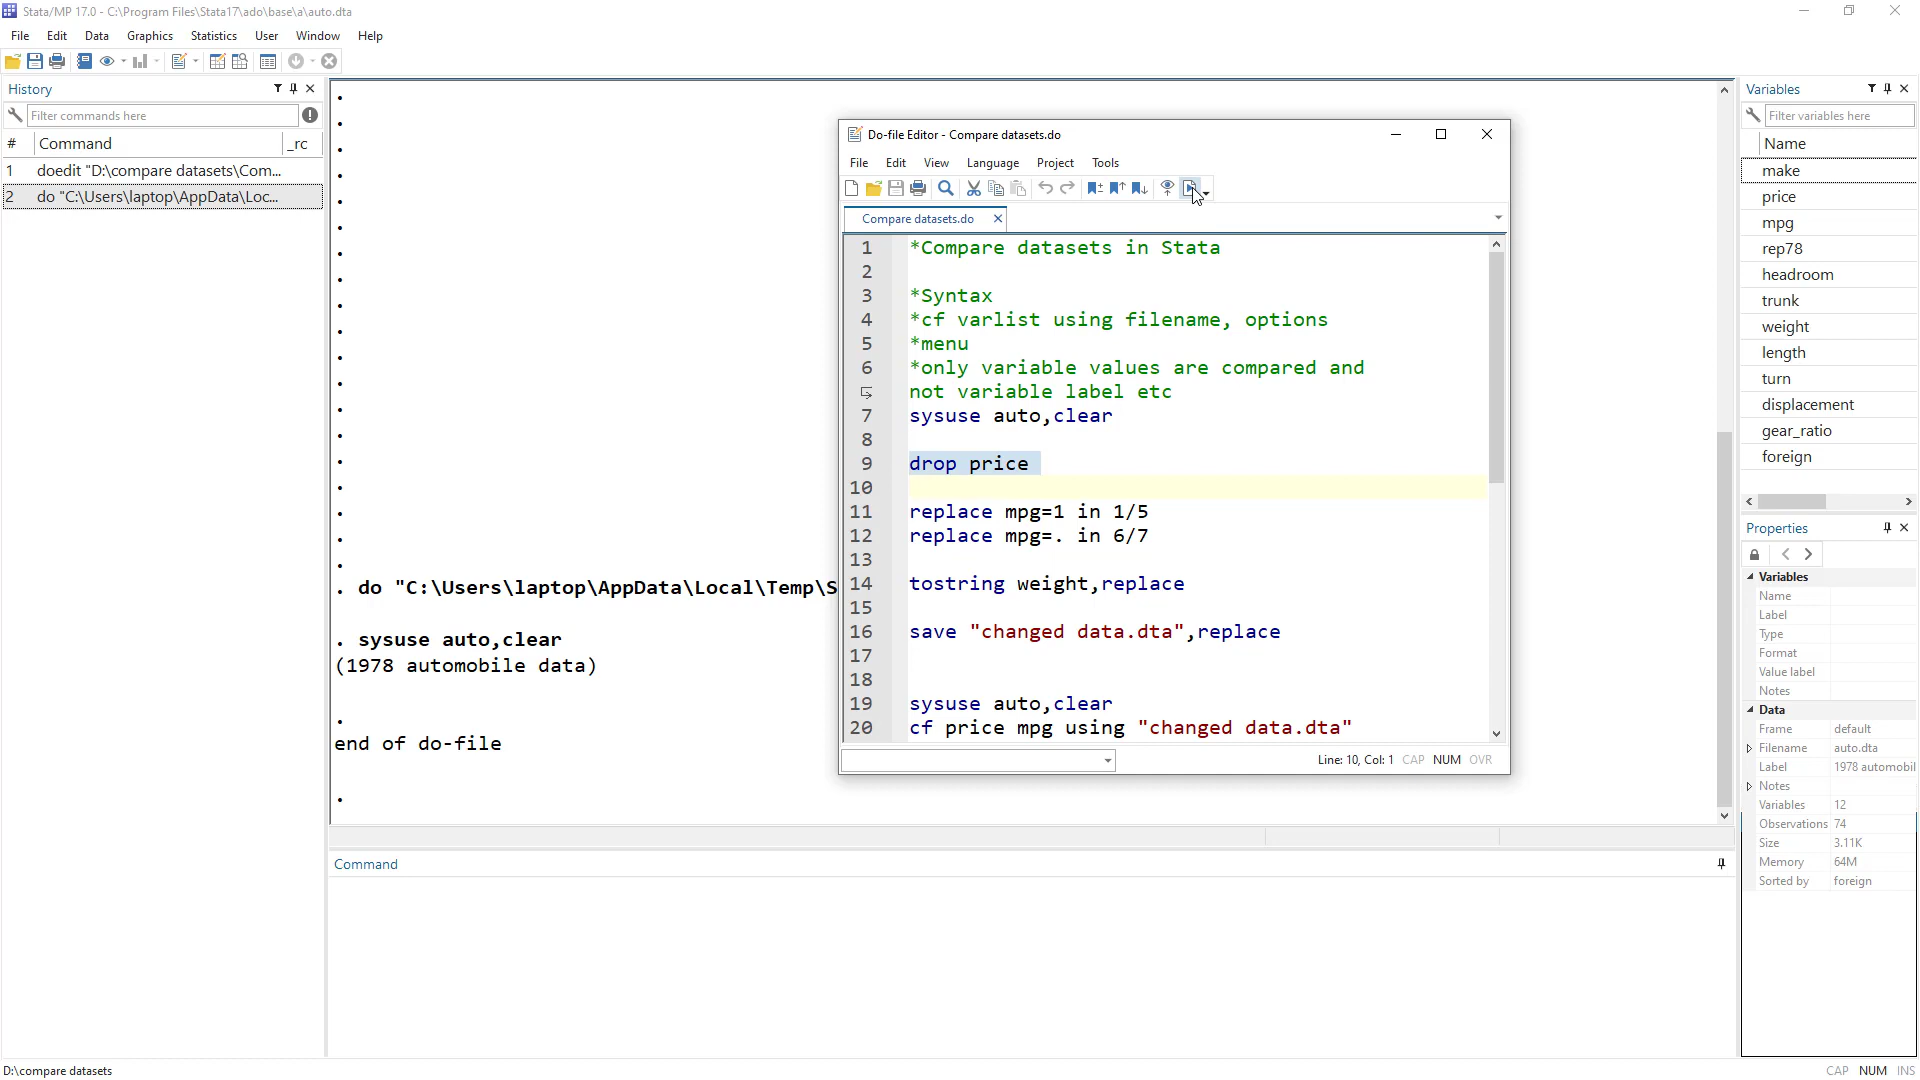 Stata/MP 17.0 - C:\Program Files\Stata17\ado\base\a\auto.dta
File Edit Data Graphics Statistics User Window Help
History
Filter commands here
# Command _rc
1 doedit "D:\compare datasets\Com...
2 do "C:\Users\laptop\AppData\Loc...
. do "C:\Users\laptop\AppData\Local\Temp\S
. sysuse auto,clear
(1978 automobile data)
.
end of do-file
.
Do-file Editor - Compare datasets.do
File Edit View Language Project Tools
Compare datasets.do
1 *Compare datasets in Stata
2
3 *Syntax
4 *cf varlist using filename, options
5 *menu
6 *only variable values are compared and
not variable label etc
7 sysuse auto,clear
8
9 drop price
10
11 replace mpg=1 in 1/5
12 replace mpg=. in 6/7
13
14 tostring weight,replace
15
16 save "changed data.dta",replace
17
18
19 sysuse auto,clear
20 cf price mpg using "changed data.dta"
Line: 10, Col: 1 CAP NUM OVR
Command
Variables
Filter variables here
Name
make
price
mpg
rep78
headroom
trunk
weight
length
turn
displacement
gear_ratio
foreign
Properties
Variables
Name
Label
Type
Format
Value label
Notes
Data
Frame default
Filename auto.dta
Label 1978 automobil
Notes
Variables 12
Observations 74
Size 3.11K
Memory 64M
Sorted by foreign
D:\compare datasets
CAP NUM INS